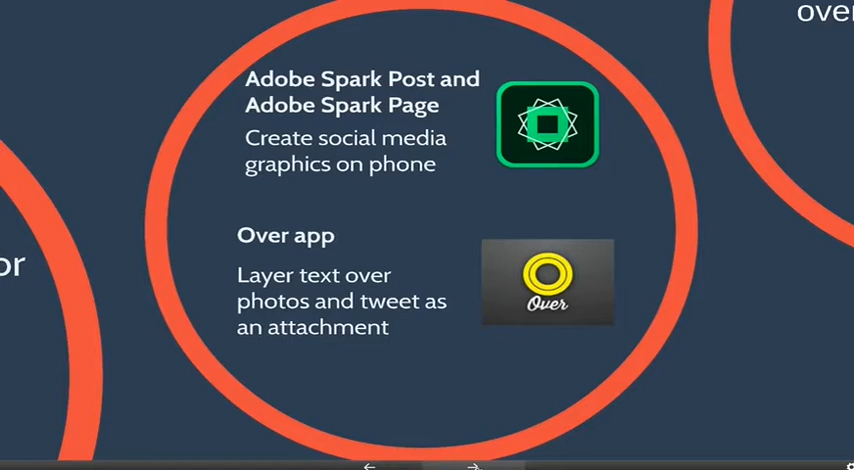 over
Adobe Spark Post and
Adobe Spark Page
Create social media
graphics on phone
Over app
Layer text over
photos and tweet as
an attachment
Over
or